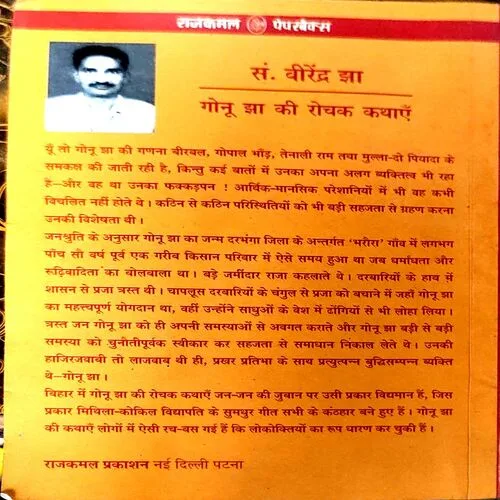 राजकमल पेपरबैक्स
सं. वीरेंद्र झा
गोनू झा की रोचक कथाएँ
यूँ तो गोनू झा की गणना बीरबल, गोपाल भाँड़, तेनाली राम तथा मुल्ला-दो पियाज़ा के
समकक्ष की जाती रही है, किन्तु कई बातों में उनका अपना अलग व्यक्तित्व भी रहा
है—और वह था उनका फक्कड़पन ! आर्थिक-मानसिक परेशानियों में भी वह कभी
विचलित नहीं होते थे। कठिन से कठिन परिस्थितियों को भी बड़ी सहजता से ग्रहण करना
उनकी विशेषता थी।
जनश्रुति के अनुसार गोनू झा का जन्म दरभंगा जिला के अन्तर्गत 'भरौरा' गाँव में लगभग
पाँच सौ वर्ष पूर्व एक गरीब किसान परिवार में ऐसे समय हुआ था जब धर्मांधता और
रूढ़िवादिता का बोलबाला था। बड़े जमींदार राजा कहलाते थे। दरबारियों के हाथ में
शासन से प्रजा त्रस्त थी। चापलूस दरबारियों के चंगुल से प्रजा को बचाने में जहाँ गोनू झा
का महत्त्वपूर्ण योगदान था, वहीं उन्होंने साधुओं के वेश में ढोंगियों से भी लोहा लिया।
त्रस्त जन गोनू झा को ही अपनी समस्याओं से अवगत कराते और गोनू झा बड़ी से बड़ी
समस्या को चुनौतीपूर्वक स्वीकार कर सहजता से समाधान निकाल लेते थे। उनकी
हाजिरजवाबी तो लाजवाब थी ही, प्रखर प्रतिभा के साथ प्रत्युत्पन्न बुद्धिसम्पन्न व्यक्ति
थे—गोनू झा।
बिहार में गोनू झा की रोचक कथाएँ जन-जन की जुबान पर उसी प्रकार विद्यमान हैं, जिस
प्रकार मिथिला-कोकिल विद्यापति के सुमधुर गीत सभी के कंठहार बने हुए हैं। गोनू झा
की कथाएँ लोगों में ऐसी रच-बस गई हैं कि लोकोक्तियों का रूप धारण कर चुकी हैं।
राजकमल प्रकाशन नई दिल्ली पटना